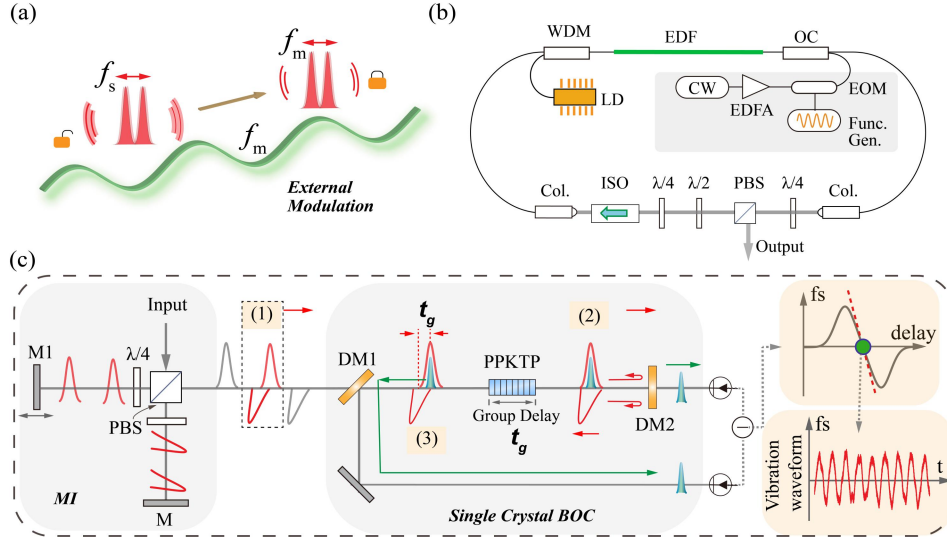 (a)
f_s
f_m
f_m
External
Modulation
(b)
WDM
EDF
OC
LD
CW
EDFA
EOM
Func.
Gen.
Col.
ISO
λ/4
λ/2
PBS
λ/4
Col.
Output
(c)
Input
M1
λ/4
PBS
M
MI
(1)
DM1
t_g
(3)
PPKTP
Group Delay
t_g
(2)
DM2
Single Crystal BOC
fs
delay
fs
t
Vibration
waveform